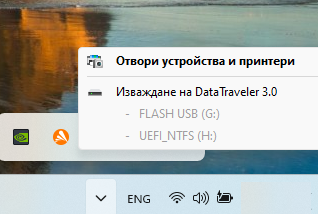 Отвори устройства и принтери
Изваждане на DataTraveler 3.0
- FLASH USB (G:)
- UEFI_NTFS (H:)
ENG